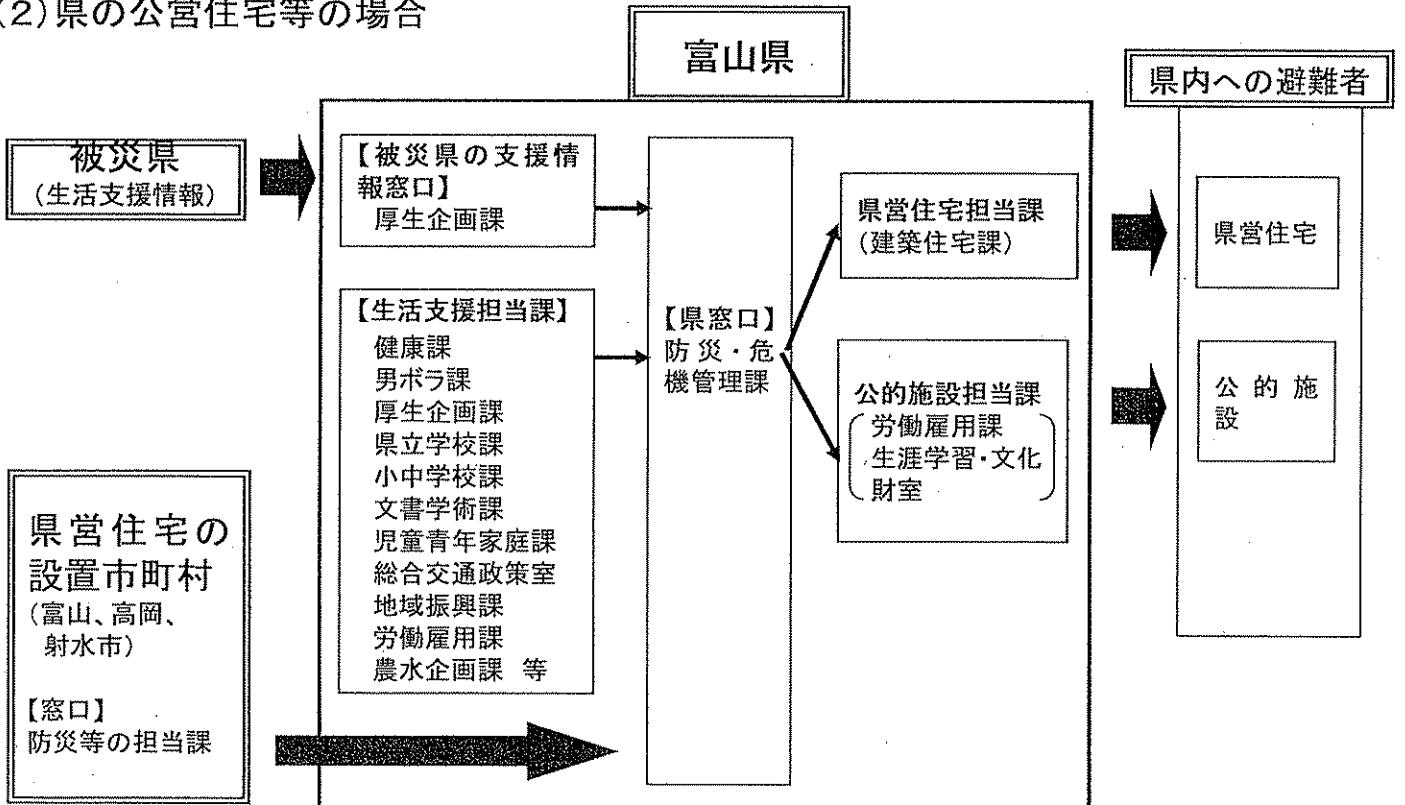 (2)県の公営住宅等の場合
富山県
県内への避難者
被災県
(生活支援情報)
【被災県の支援情
報窓口】
厚生企画課
【生活支援担当課】
健康課
男ボラ課
厚生企画課
県立学校課
小中学校課
文書学術課
児童青年家庭課
総合交通政策室
地域振興課
労働雇用課
農水企画課 等
県営住宅の
設置市町村
(富山、高岡、
射水市)
【窓口】
防災等の担当課
【県窓口】
防災・危
機管理課
県営住宅担当課
(建築住宅課)
公的施設担当課
労働雇用課
生涯学習・文化
財室
県営住宅
公的施
設